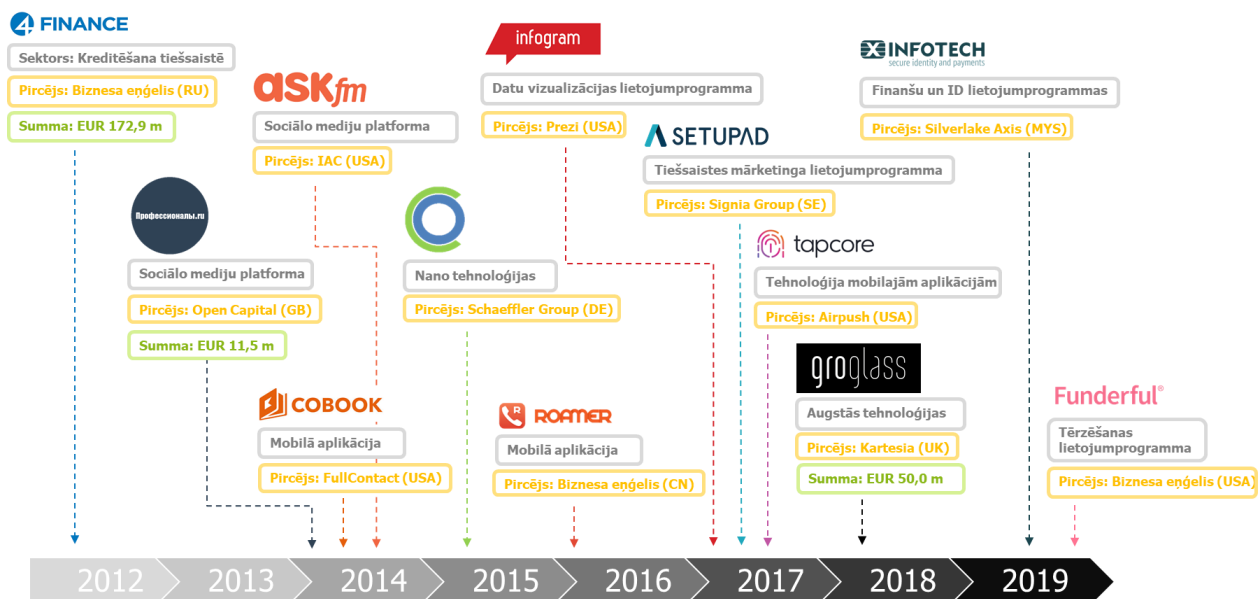 4 FINANCE
Sektors: Kreditēšana tiešsaistē
Pircējs: Biznesa eņģelis (RU)
Summa: EUR 172,9 m
Профессионалы.ru
Sociālo mediju platforma
Pircējs: Open Capital (GB)
Summa: EUR 11,5 m
ASKfm
Sociālo mediju platforma
Pircējs: IAC (USA)
COBOOK
Mobilā aplikācija
Pircējs: FullContact (USA)
Nano tehnoloģijas
Pircējs: Schaeffler Group (DE)
infogram
Datu vizualizācijas lietojumprogramma
Pircējs: Prezi (USA)
R ROAMER
Mobilā aplikācija
Pircējs: Biznesa eņģelis (CN)
SETUPAD
Tiešsaistes mārketinga lietojumprogramma
Pircējs: Signia Group (SE)
tapcore
Tehnoloģija mobilajām aplikācijām
Pircējs: Airpush (USA)
groglass
Augstās tehnoloģijas
Pircējs: Kartesia (UK)
Summa: EUR 50,0 m
X INFOTECH
secure identity and payments
Finanšu un ID lietojumprogrammas
Pircējs: Silverlake Axis (MYS)
Funderful®
Tērzēšanas
lietojumprogramma
Pircējs: Biznesa eņģelis (USA)
2012 2013 2014 2015 2016 2017 2018 2019